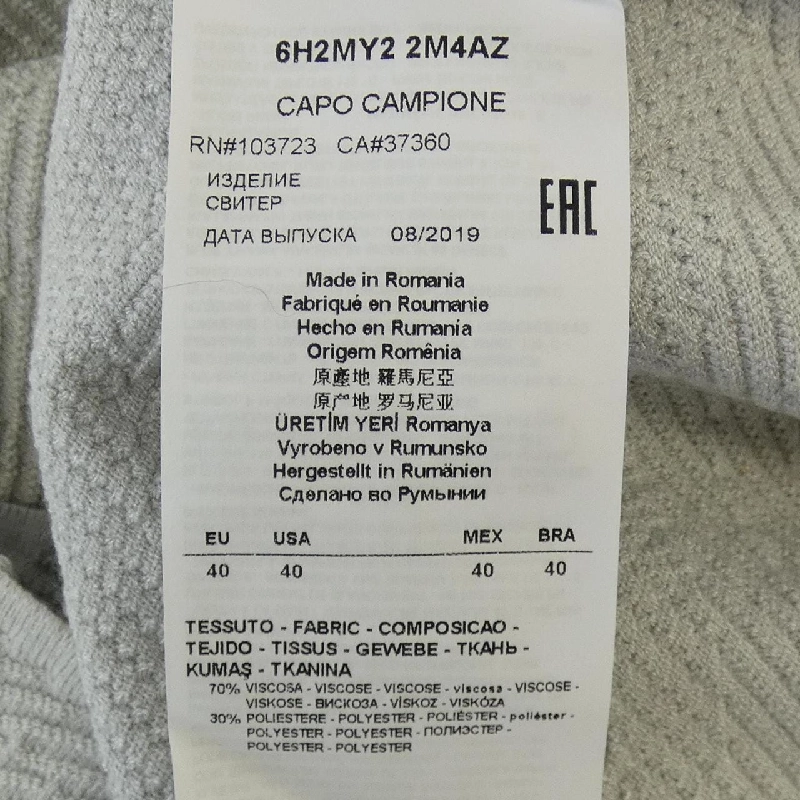 6H2MY2 2M4AZ
CAPO CAMPIONE
RN#103723 CA#37360
ИЗДЕЛИЕ
СВИТЕР
EAC
ДАТА ВЫПУСКА 08/2019
Made in Romania
Fabriqué en Roumanie
Hecho en Rumanía
Origem Romênia
原產地 羅馬尼亞
原产地 罗马尼亚
ÜRETİM YERİ Romanya
Vyrobeno v Rumunsko
Hergestellt in Rumänien
Сделано во Румынии
EU USA MEX BRA
40 40 40 40
TESSUTO - FABRIC - COMPOSICAO -
TEJIDO - TISSUS - GEWEBE - ТКАНЬ -
KUMAŞ - TKANINA
70% VISCOSA - VISCOSE - VISCOSE - viscosa - VISCOSE -
VISKOSE - ВИСКОЗА - VİSKOZ - VISKÓZA
30% POLIESTERE - POLYESTER - POLIÉSTER - poliéster -
POLYESTER - POLYESTER - ПОЛИЭСТЕР -
POLYESTER - POLYESTER